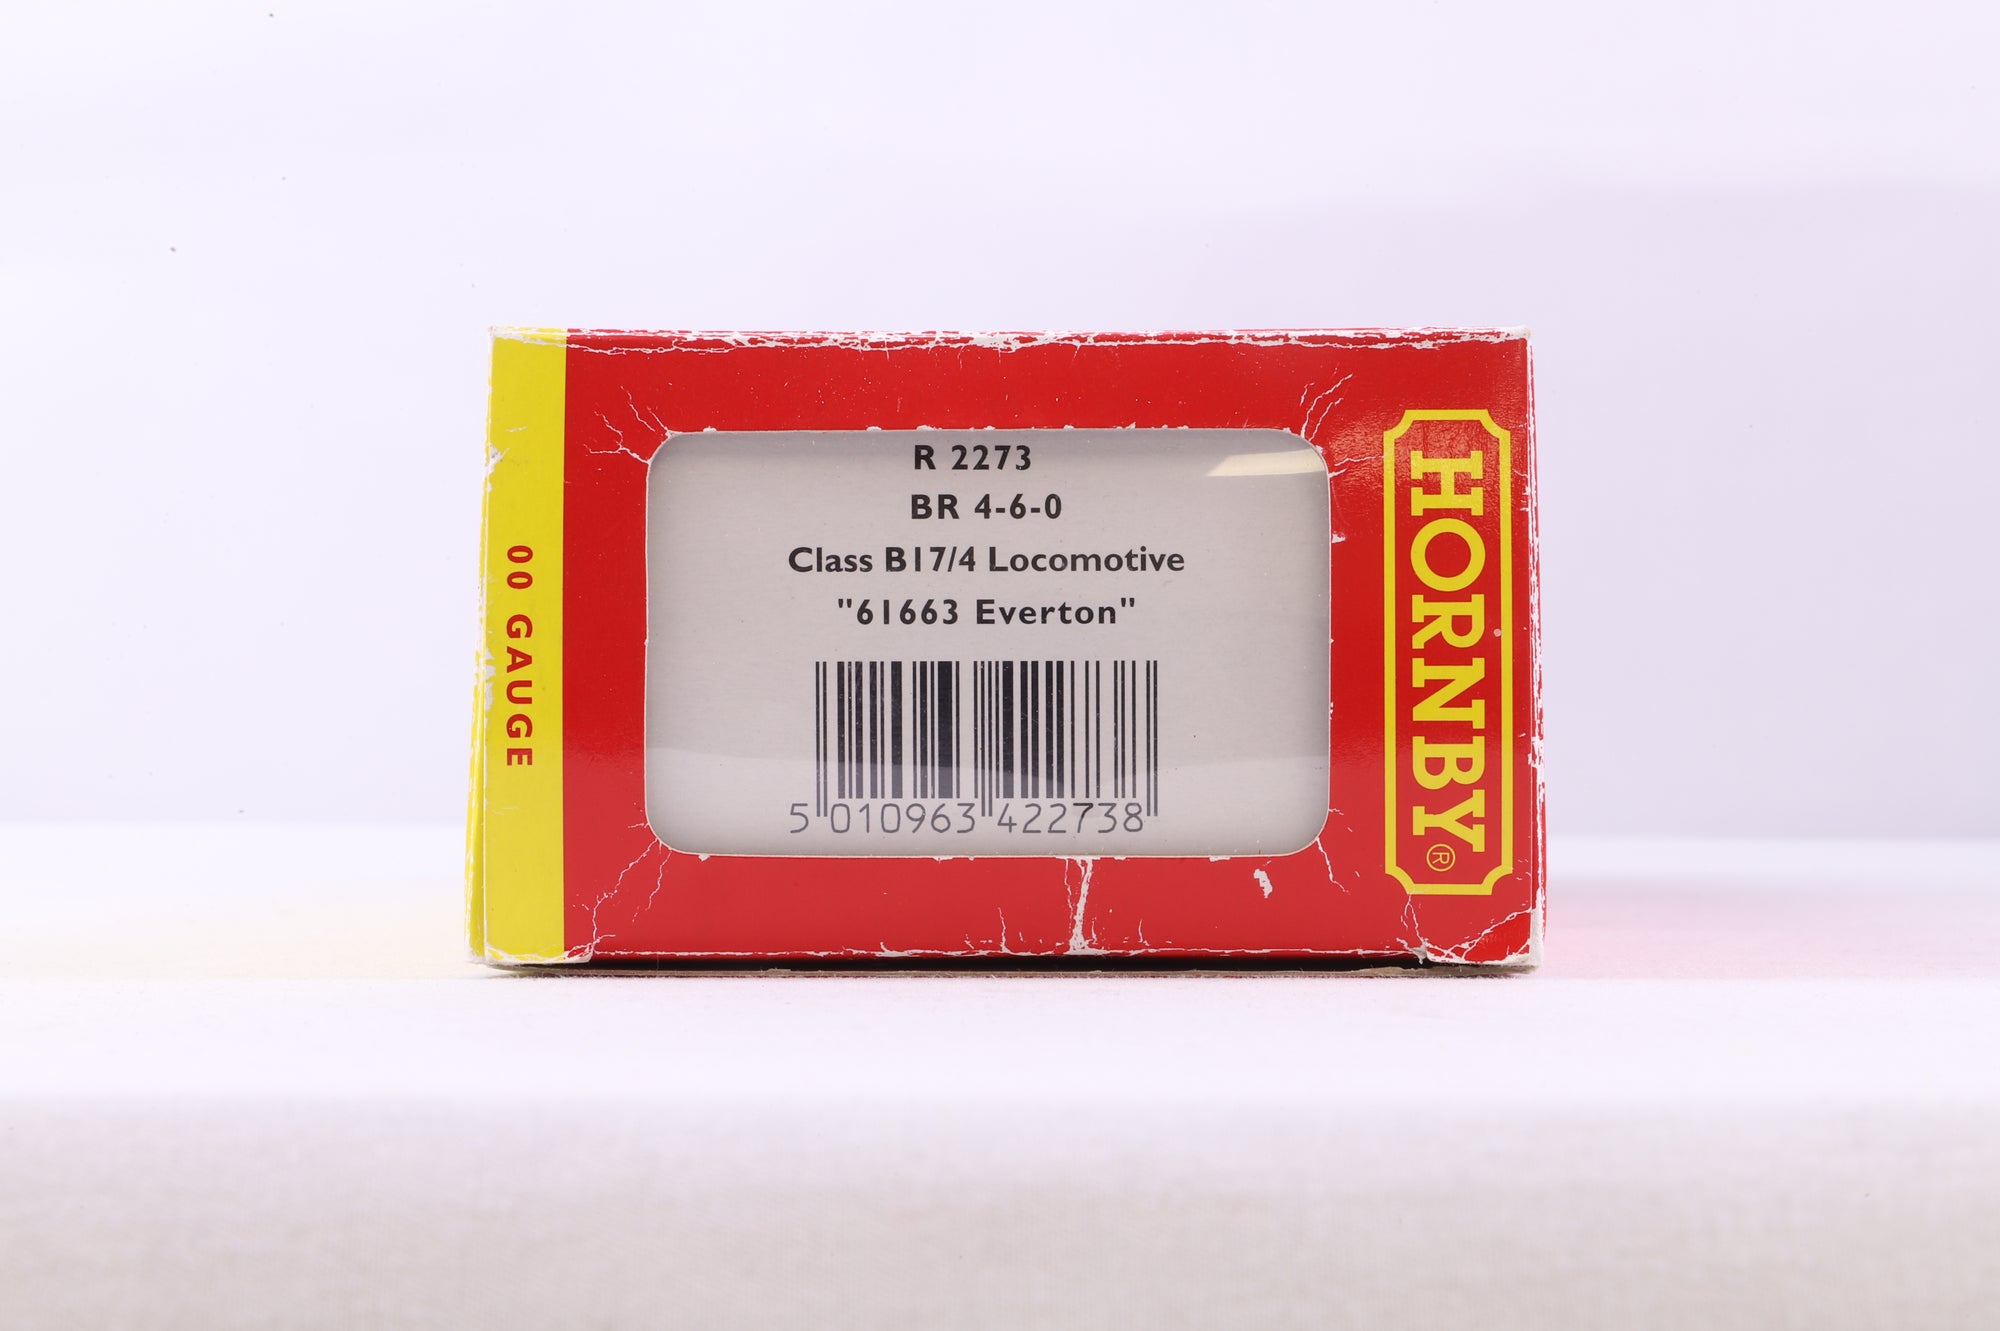 00 GAUGE
R 2273
BR 4-6-0
Class B17/4 Locomotive
"61663 Everton"
5 010963 422738
HORNBY®